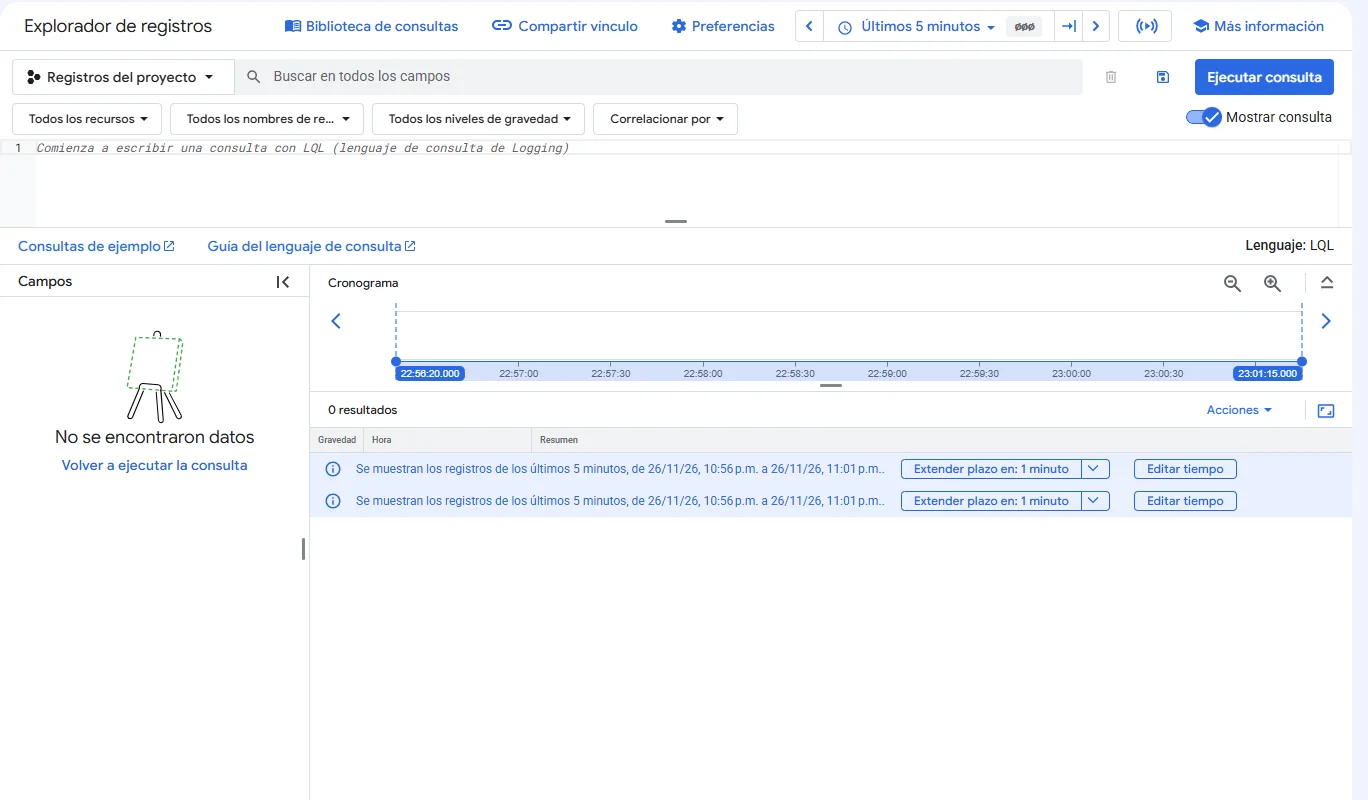 Explorador de registros
Biblioteca de consultas
Compartir vínculo
Preferencias
Últimos 5 minutos
Más información
Registros del proyecto
Buscar en todos los campos
Ejecutar consulta
Todos los recursos
Todos los nombres de re...
Todos los niveles de gravedad
Correlacionar por
Mostrar consulta
1 Comienza a escribir una consulta con LQL (lenguaje de consulta de Logging)
Consultas de ejemplo
Guía del lenguaje de consulta
Lenguaje: LQL
Campos
Cronograma
22:56:20.000 22:57:00 22:57:30 22:58:00 22:58:30 22:59:00 22:59:30 23:00:00 23:00:30 23:01:15.000
No se encontraron datos
Volver a ejecutar la consulta
0 resultados
Acciones
Gravedad Hora Resumen
Se muestran los registros de los últimos 5 minutos, de 26/11/26, 10:56 p.m. a 26/11/26, 11:01 p.m.. Extender plazo en: 1 minuto Editar tiempo
Se muestran los registros de los últimos 5 minutos, de 26/11/26, 10:56 p.m. a 26/11/26, 11:01 p.m.. Extender plazo en: 1 minuto Editar tiempo